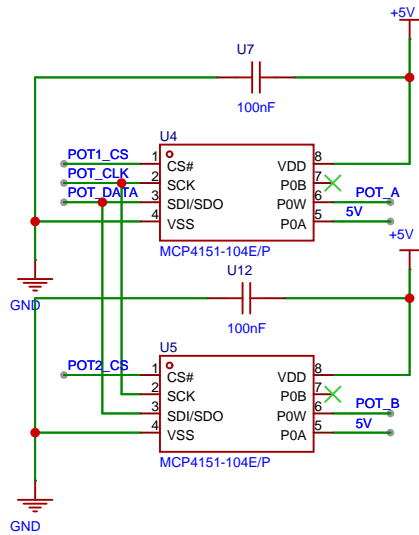 +5V
U7
100nF
U4
POT1_CS
1
CS#
VDD
8
POT_CLK
2
SCK
P0B
7
POT_DATA
3
SDI/SDO
P0W
6
POT_A
4
VSS
P0A
5
5V
MCP4151-104E/P
+5V
GND
U12
100nF
U5
POT2_CS
1
CS#
VDD
8
2
SCK
P0B
7
3
SDI/SDO
P0W
6
POT_B
4
VSS
P0A
5
5V
MCP4151-104E/P
GND